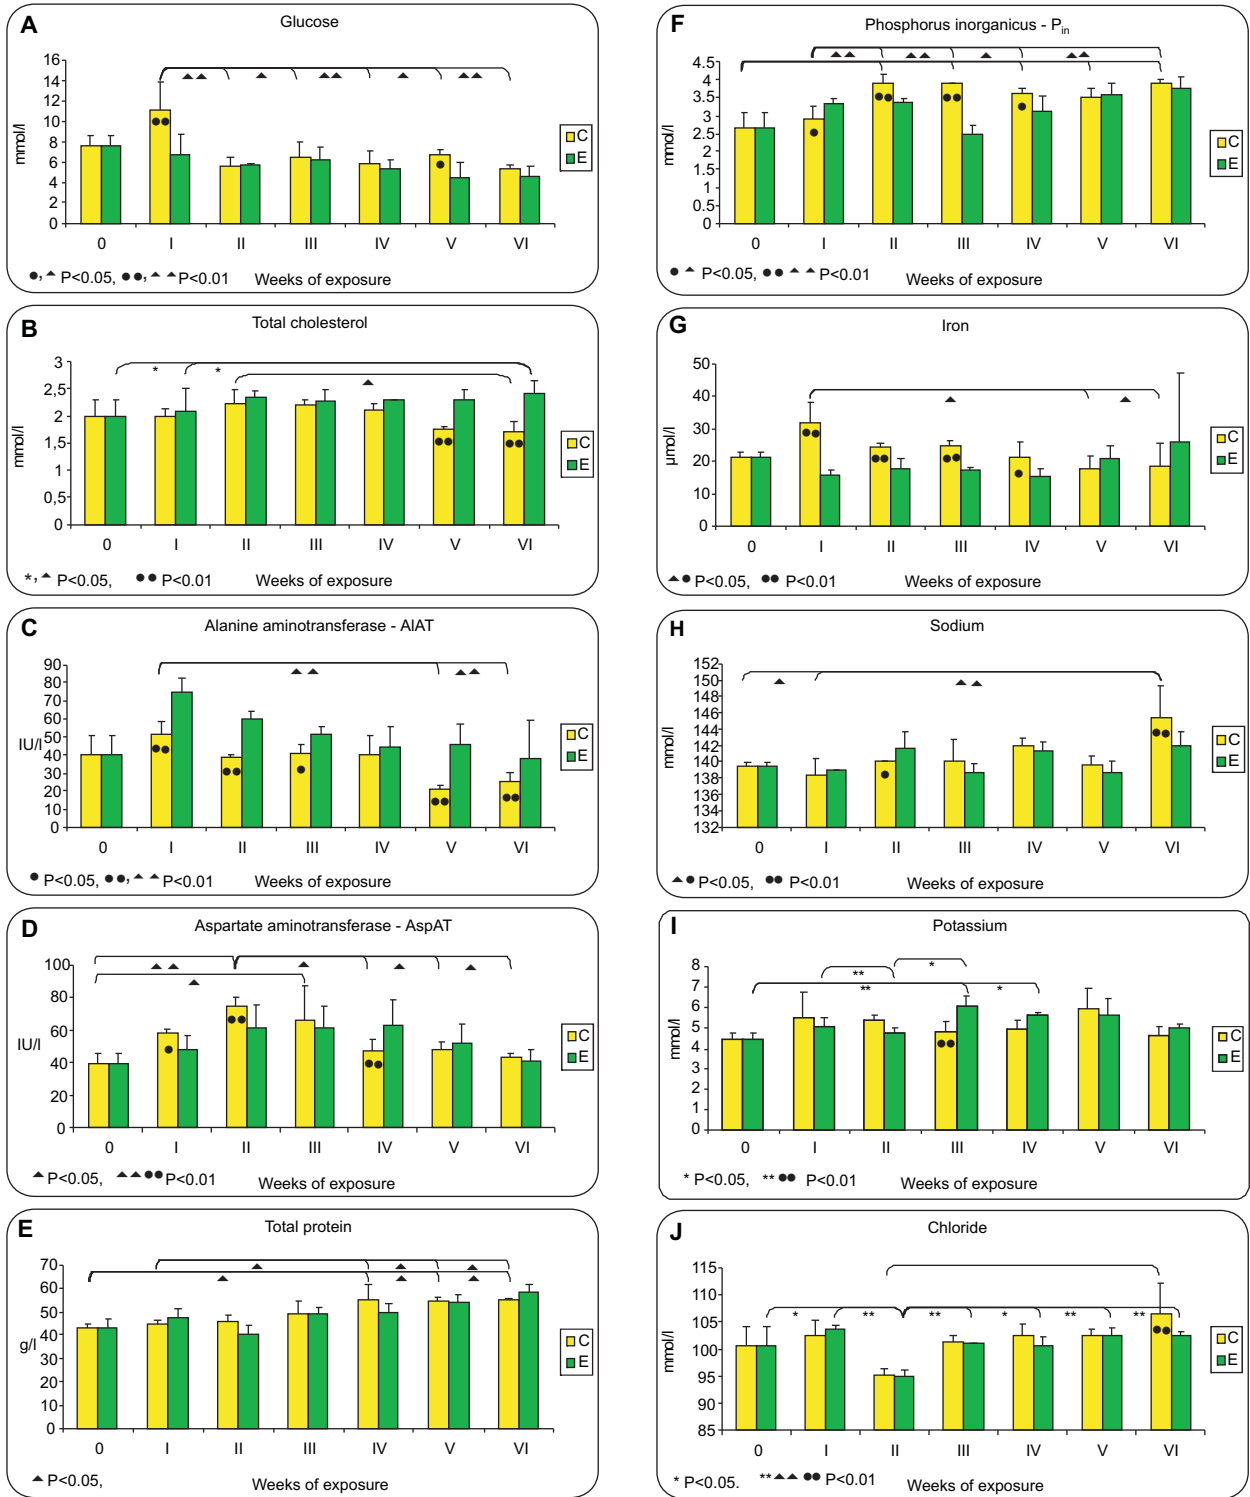 A
Glucose
16
14
12
10
8
6
4
2
0
mmol/l
0 I II III IV V VI
C
E
●, ▲ P<0.05, ●●, ▲▲ P<0.01 Weeks of exposure
B
Total cholesterol
3
2,5
2
1,5
1
0,5
0
mmol/l
*
*
0 I II III IV V VI
C
E
*, ▲ P<0.05, ●● P<0.01 Weeks of exposure
C
Alanine aminotransferase - AlAT
90
80
70
60
50
40
30
20
10
0
IU/l
0 I II III IV V VI
C
E
● P<0.05, ●●, ▲▲ P<0.01 Weeks of exposure
D
Aspartate aminotransferase - AspAT
100
80
60
40
20
0
IU/l
0 I II III IV V VI
C
E
▲ P<0.05, ▲▲●● P<0.01 Weeks of exposure
E
Total protein
70
60
50
40
30
20
10
0
g/l
0 I II III IV V VI
C
E
▲ P<0.05, Weeks of exposure
F
Phosphorus inorganicus - Pin
4.5
4
3.5
3
2.5
2
1.5
1
0.5
0
mmol/l
0 I II III IV V VI
C
E
● ▲ P<0.05, ●● ▲▲ P<0.01 Weeks of exposure
G
Iron
50
40
30
20
10
0
µmol/l
0 I II III IV V VI
C
E
▲● P<0.05, ●● P<0.01 Weeks of exposure
H
Sodium
152
150
148
146
144
142
140
138
136
134
132
mmol/l
0 I II III IV V VI
C
E
▲● P<0.05, ●● P<0.01 Weeks of exposure
I
Potassium
8
7
6
5
4
3
2
1
0
mmol/l
** *
** *
0 I II III IV V VI
C
E
* P<0.05, ** ●● P<0.01 Weeks of exposure
J
Chloride
115
110
105
100
95
90
85
mmol/l
* ** ** * ** **
0 I II III IV V VI
C
E
* P<0.05. **▲▲ ●● P<0.01 Weeks of exposure